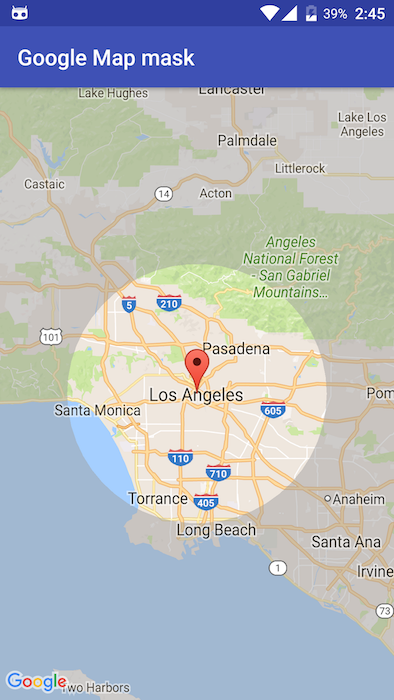 39% 2:45
Google Map mask
Lake Hughes
Lancaster
Lake Los
Angeles
Palmdale
Littlerock
Castaic
14
Acton
Angeles
National Forest
- San Gabriel
Mountains...
5
210
101
Pasadena
Los Angeles
Pom
Santa Monica
605
110
710
Torrance
405
Anaheim
Long Beach
Santa Ana
1
Irvine
73
Google
Two Harbors